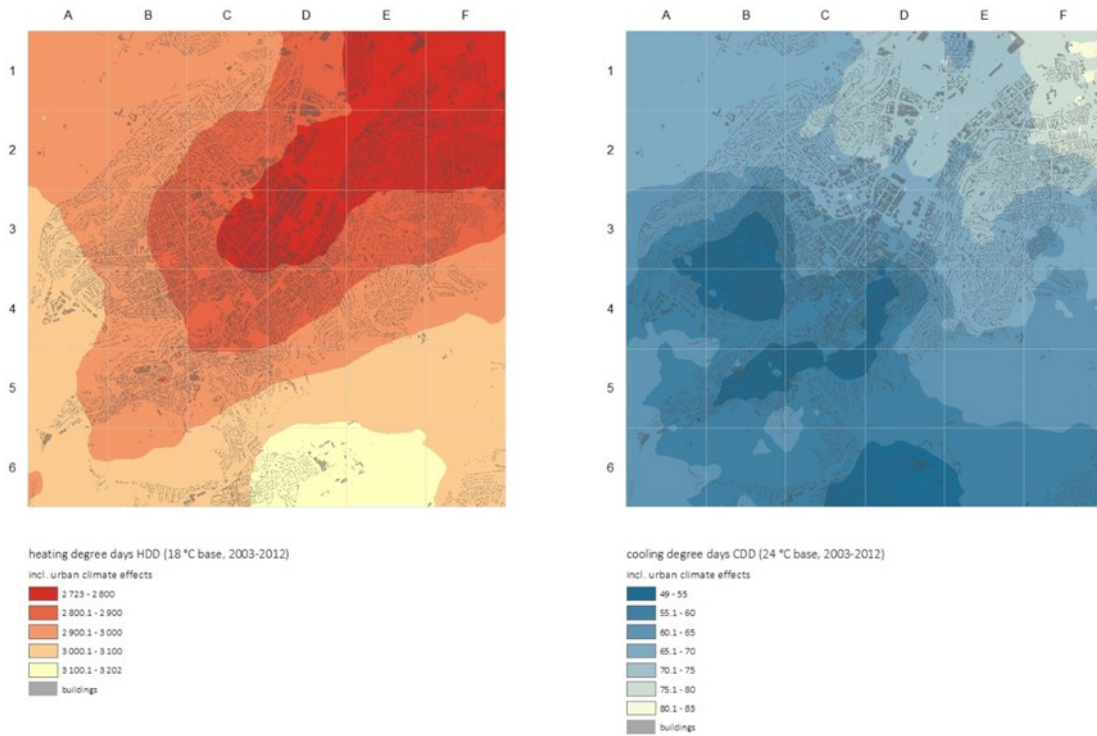 A B C D E F
1
2
3
4
5
6
heating degree days HDD (18 °C base, 2003-2012)
incl. urban climate effects
2 723 - 2 800
2 800.1 - 2 900
2 900.1 - 3 000
3 000.1 - 3 100
3 100.1 - 3 202
buildings
A B C D E F
1
2
3
4
5
6
cooling degree days CDD (24 °C base, 2003-2012)
incl. urban climate effects
49 - 55
55.1 - 60
60.1 - 65
65.1 - 70
70.1 - 75
75.1 - 80
80.1 - 83
buildings